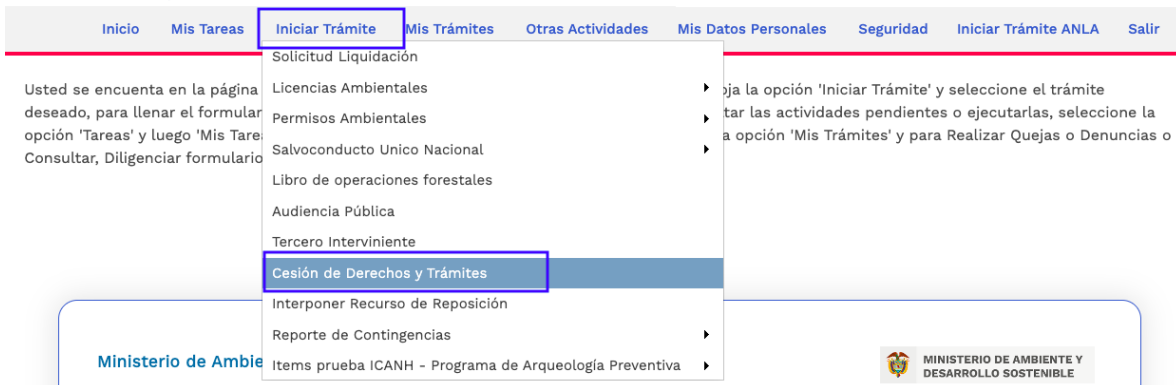 Inicio Mis Tareas Iniciar Trámite Mis Trámites Otras Actividades Mis Datos Personales Seguridad Iniciar Trámite ANLA Salir
Solicitud Liquidación
Licencias Ambientales
Permisos Ambientales
Salvoconducto Unico Nacional
Libro de operaciones forestales
Audiencia Pública
Tercero Interviniente
Cesión de Derechos y Trámites
Interponer Recurso de Reposición
Reporte de Contingencias
Items prueba ICANH - Programa de Arqueología Preventiva
Usted se encuenta en la página oja la opción 'Iniciar Trámite' y seleccione el trámite
deseado, para llenar el formular tar las actividades pendientes o ejecutarlas, seleccione la
opción 'Tareas' y luego 'Mis Tarea a opción 'Mis Trámites' y para Realizar Quejas o Denuncias o
Consultar, Diligenciar formulario
Ministerio de Ambie
MINISTERIO DE AMBIENTE Y
DESARROLLO SOSTENIBLE